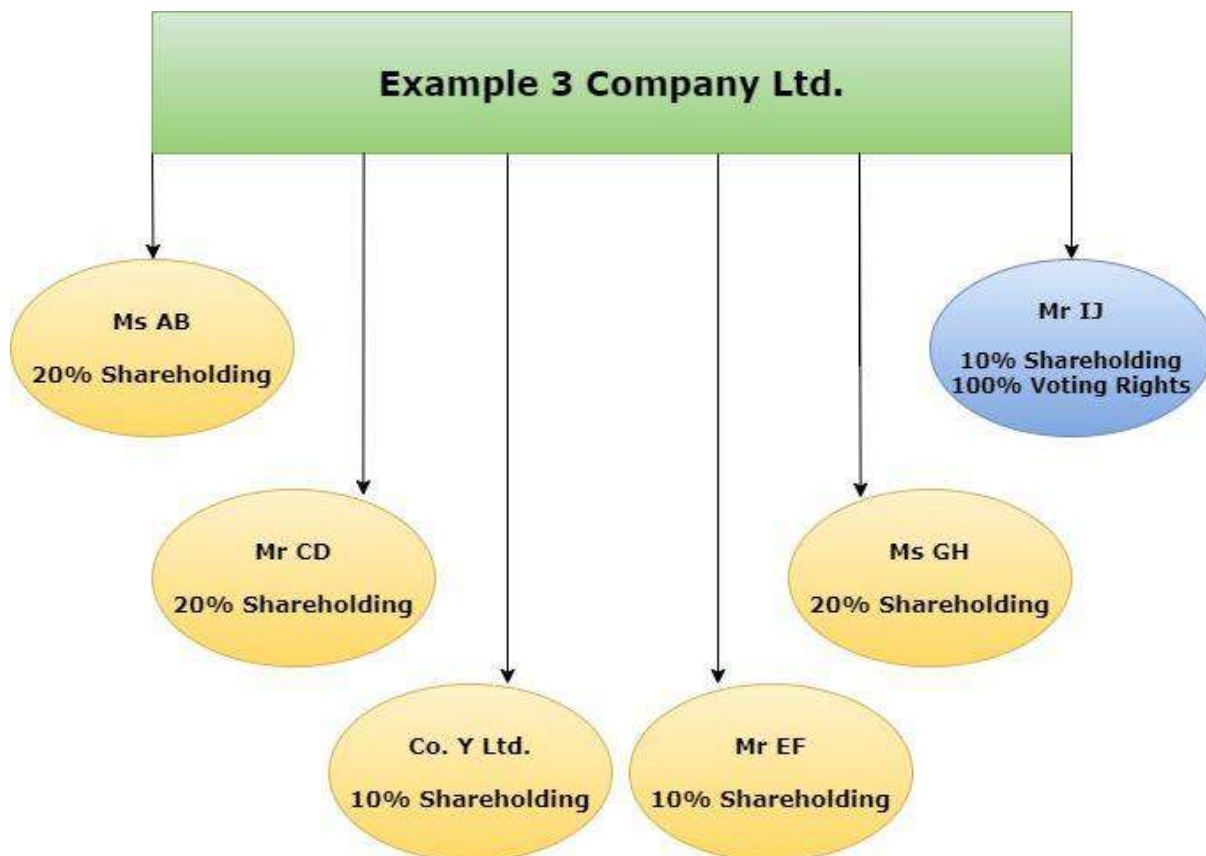 Example 3 Company Ltd.
Ms AB
20% Shareholding
Mr IJ
10% Shareholding
100% Voting Rights
Mr CD
20% Shareholding
Ms GH
20% Shareholding
Co. Y Ltd.
10% Shareholding
Mr EF
10% Shareholding